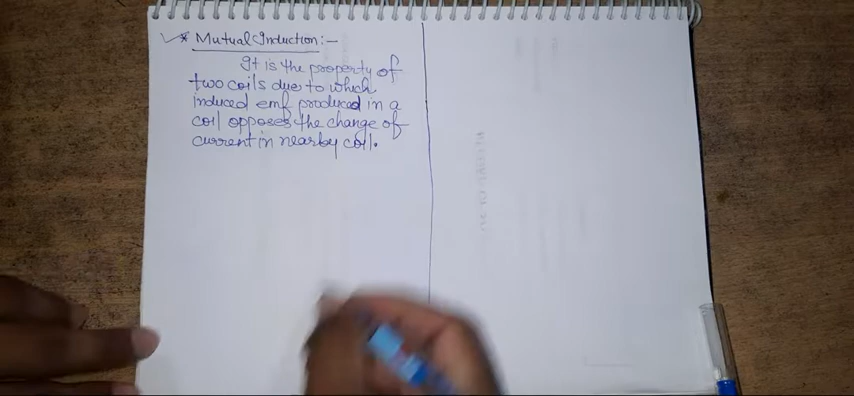 * Mutual Induction :-
It is the property of
two coils due to which
induced emf produced in a
coil opposes the change of
current in nearby coil.